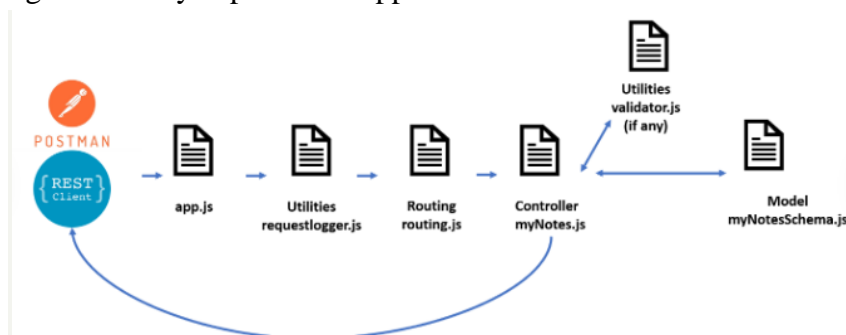 Utilities
validator.js
(if any)
POSTMAN
{REST}
Client
app.js
Utilities
requestlogger.js
Routing
routing.js
Controller
myNotes.js
Model
myNotesSchema.js